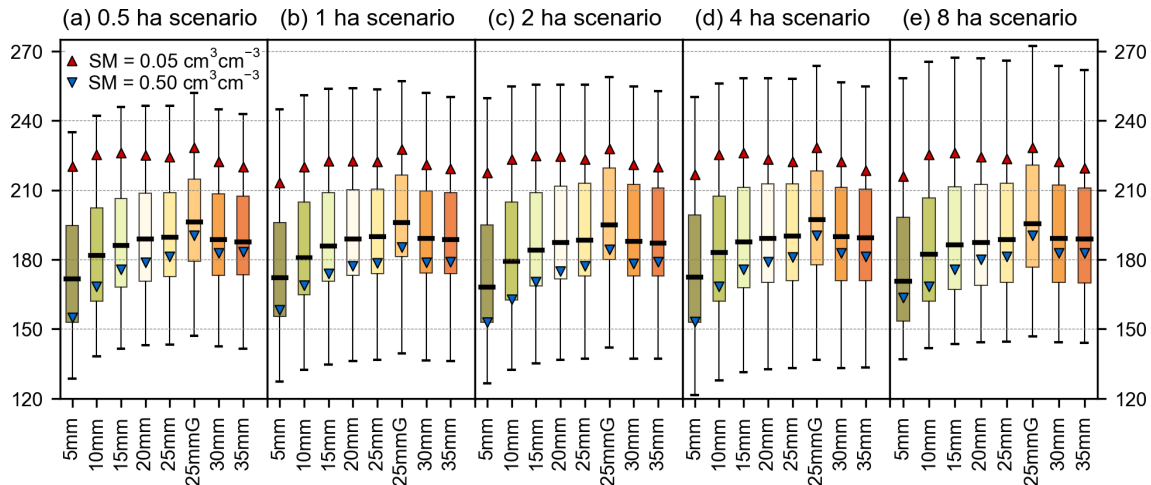 (a) 0.5 ha scenario (b) 1 ha scenario (c) 2 ha scenario (d) 4 ha scenario (e) 8 ha scenario
270 270
SM = 0.05 cm³cm⁻³
SM = 0.50 cm³cm⁻³
240 240
210 210
180 180
150 150
120 120
5mm 10mm 15mm 20mm 25mm 25mmG 30mm 35mm 5mm 10mm 15mm 20mm 25mm 25mmG 30mm 35mm 5mm 10mm 15mm 20mm 25mm 25mmG 30mm 35mm 5mm 10mm 15mm 20mm 25mm 25mmG 30mm 35mm 5mm 10mm 15mm 20mm 25mm 25mmG 30mm 35mm